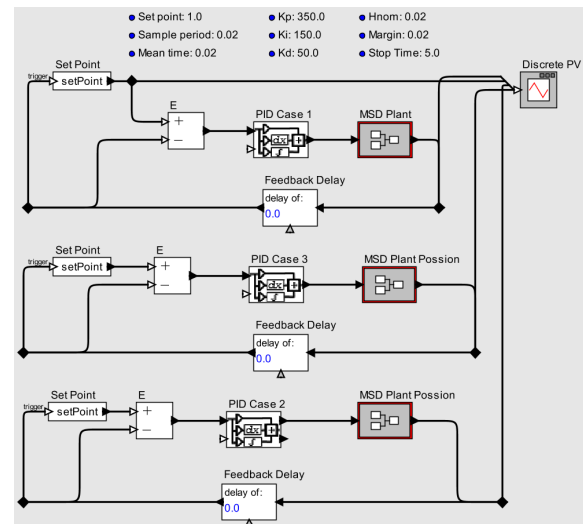 Set point: 1.0 Kp: 350.0 Hnom: 0.02
Sample period: 0.02 Ki: 150.0 Margin: 0.02
Mean time: 0.02 Kd: 50.0 Stop Time: 5.0
Set Point Discrete PV
trigger setPoint
E PID Case 1 MSD Plant
+
−
dx +
∫
Feedback Delay
delay of:
0.0
Set Point E PID Case 3 MSD Plant Possion
trigger setPoint +
−
dx +
∫
Feedback Delay
delay of:
0.0
Set Point E PID Case 2 MSD Plant Possion
trigger setPoint +
−
dx +
∫
Feedback Delay
delay of:
0.0